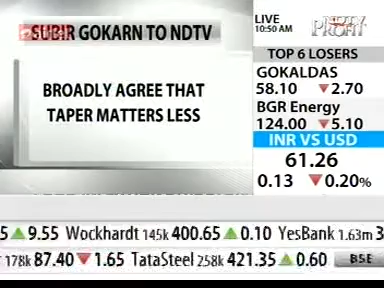 SUBIR GOKARN TO NDTV
BROADLY AGREE THAT
TAPER MATTERS LESS
LIVE
10:50 AM
NDTV
PROFIT
TOP 6 LOSERS
GOKALDAS
58.10 ▼2.70
BGR Energy
124.00 ▼5.10
INR VS USD
61.26
0.13 ▼0.20%
5 ▲9.55 Wockhardt 145k 400.65 ▲0.10 YesBank 1.63m 3
178k 87.40 ▼1.65 TataSteel 258k 421.35 ▲0.60 BSE